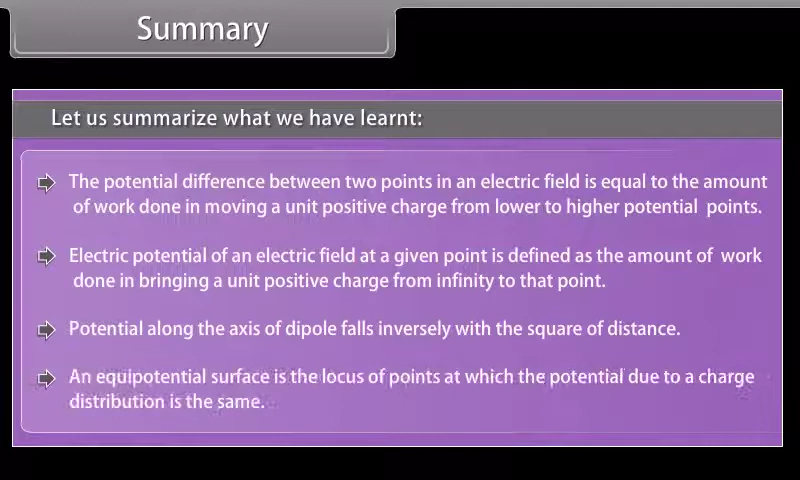 Summary
Let us summarize what we have learnt:
The potential difference between two points in an electric field is equal to the amount
of work done in moving a unit positive charge from lower to higher potential points.
Electric potential of an electric field at a given point is defined as the amount of work
done in bringing a unit positive charge from infinity to that point.
Potential along the axis of dipole falls inversely with the square of distance.
An equipotential surface is the locus of points at which the potential due to a charge
distribution is the same.